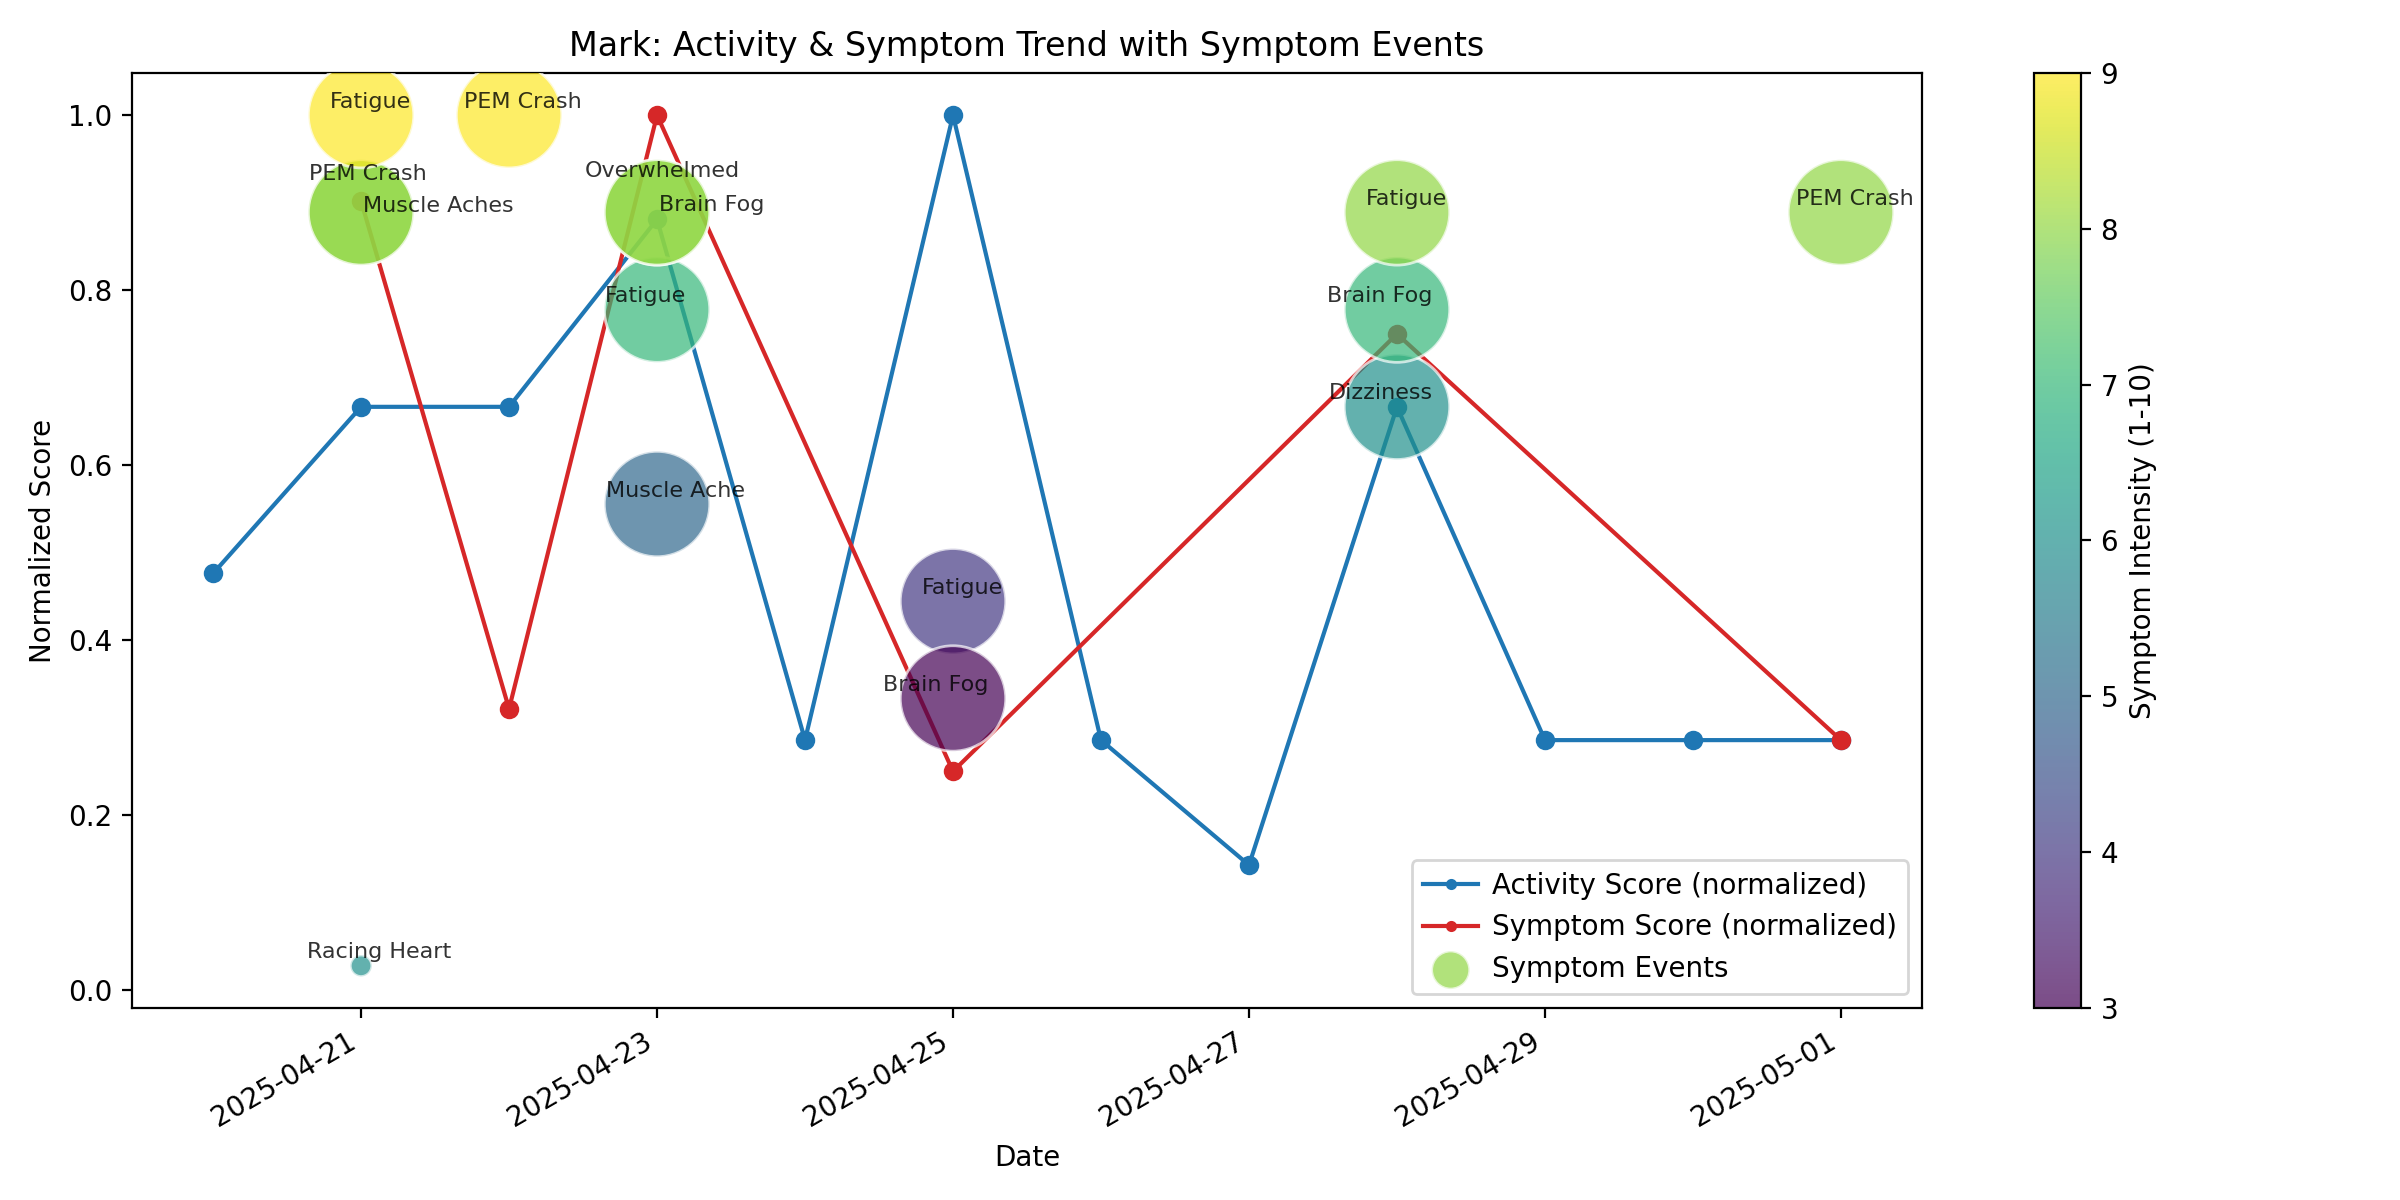 Mark: Activity & Symptom Trend with Symptom Events
Normalized Score
1.0
0.8
0.6
0.4
0.2
0.0
Fatigue
PEM Crash
PEM Crash
Muscle Aches
Racing Heart
Overwhelmed
Brain Fog
Fatigue
Muscle Ache
Fatigue
Brain Fog
Fatigue
Brain Fog
Dizziness
PEM Crash
Activity Score (normalized)
Symptom Score (normalized)
Symptom Events
2025-04-21
2025-04-23
2025-04-25
2025-04-27
2025-04-29
2025-05-01
Date
9
8
7
6
5
4
3
Symptom Intensity (1-10)